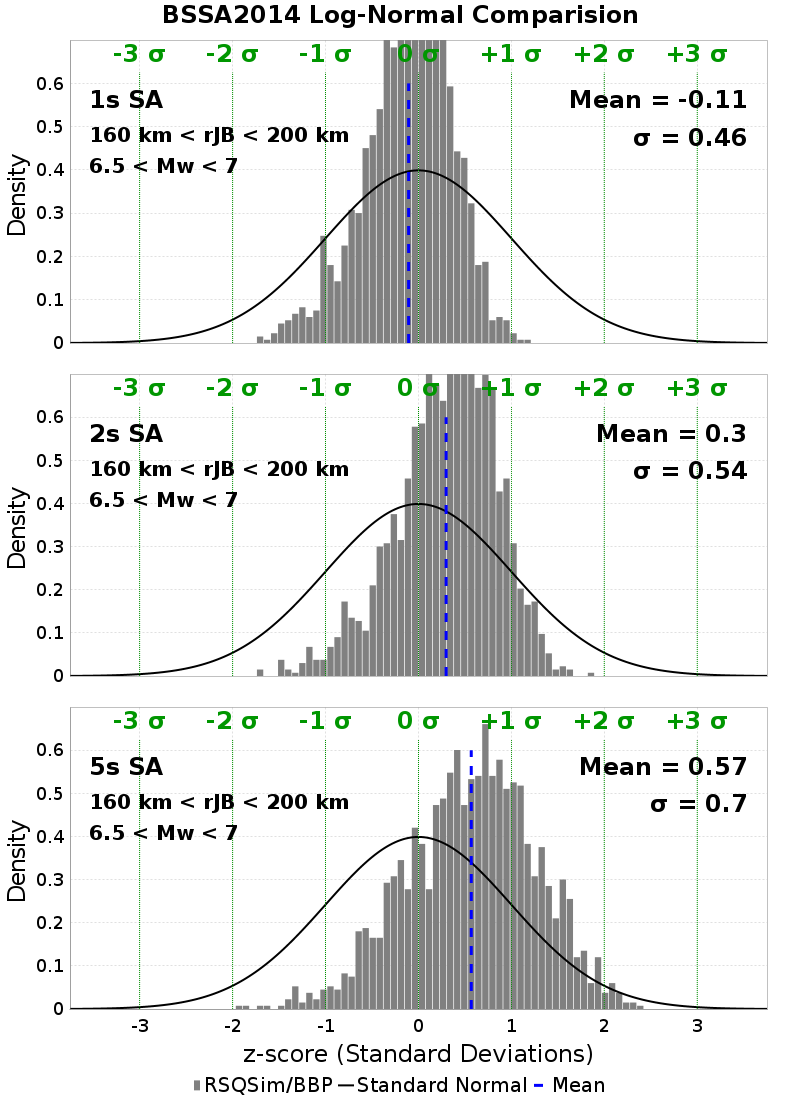 BSSA2014 Log-Normal Comparision
-3 σ -2 σ -1 σ 0 σ +1 σ +2 σ +3 σ
1s SA
Mean = -0.11
160 km < rJB < 200 km
σ = 0.46
6.5 < Mw < 7
Density
0.6
0.5
0.4
0.3
0.2
0.1
0
-3 σ -2 σ -1 σ 0 σ +1 σ +2 σ +3 σ
2s SA
Mean = 0.3
160 km < rJB < 200 km
σ = 0.54
6.5 < Mw < 7
Density
0.6
0.5
0.4
0.3
0.2
0.1
0
-3 σ -2 σ -1 σ 0 σ +1 σ +2 σ +3 σ
5s SA
Mean = 0.57
160 km < rJB < 200 km
σ = 0.7
6.5 < Mw < 7
Density
0.6
0.5
0.4
0.3
0.2
0.1
0
-3 -2 -1 0 1 2 3
z-score (Standard Deviations)
RSQSim/BBP Standard Normal Mean